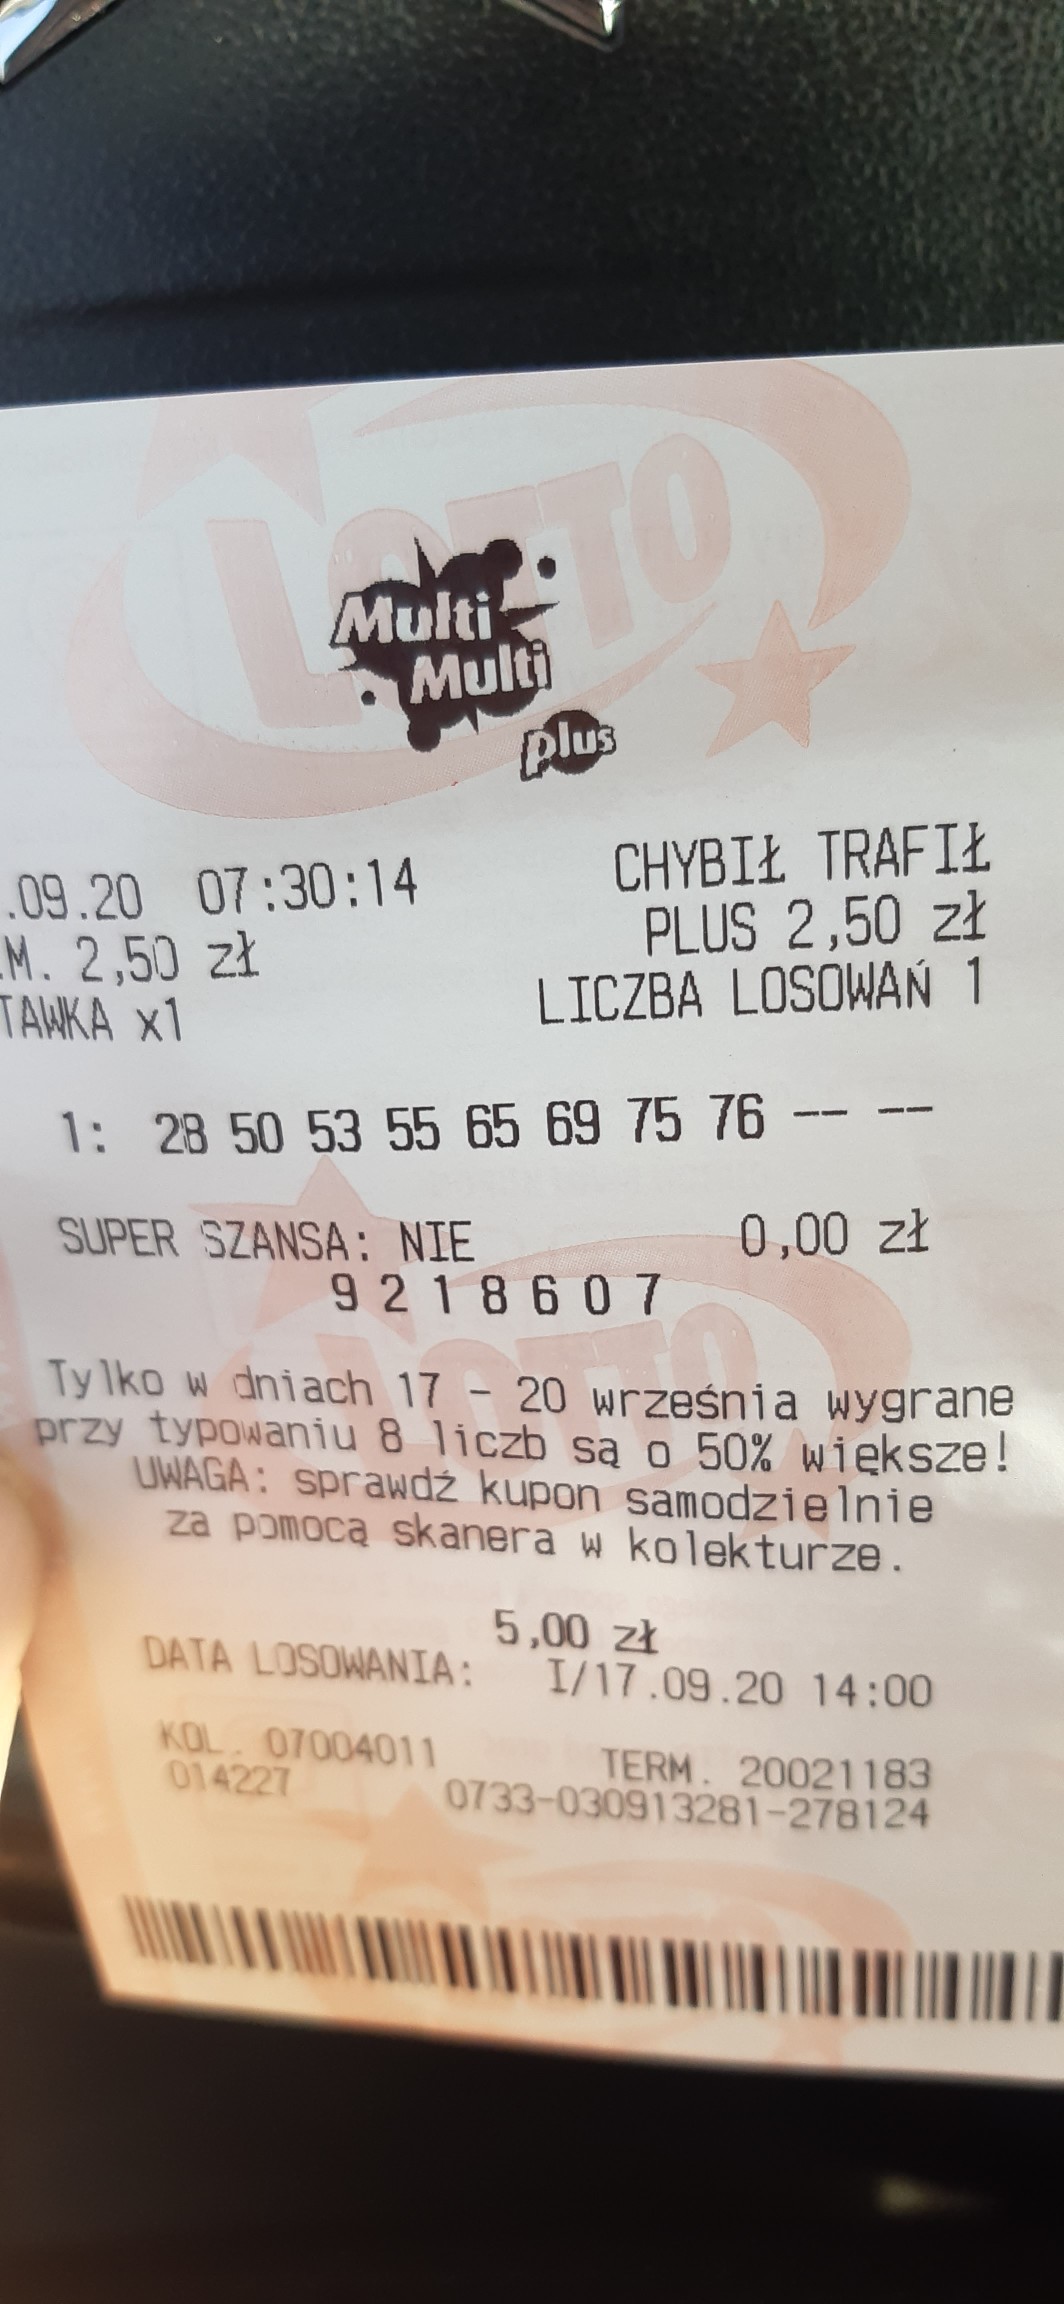 LOTTO
Multi
Multi
plus
.09.20 07:30:14 CHYBIŁ TRAFIŁ
.M. 2,50 zł PLUS 2,50 zł
TAWKA x1 LICZBA LOSOWAŃ 1
1: 28 50 53 55 65 69 75 76 -- --
SUPER SZANSA: NIE 0,00 zł
9 2 1 8 6 0 7
LOTTO
Tylko w dniach 17 - 20 września wygrane
przy typowaniu 8 liczb są o 50% większe!
UWAGA: sprawdź kupon samodzielnie
za pomocą skanera w kolekturze.
5,00 zł
DATA LOSOWANIA: I/17.09.20 14:00
KOL. 07004011 TERM. 20021183
014227 0733-030913281-278124